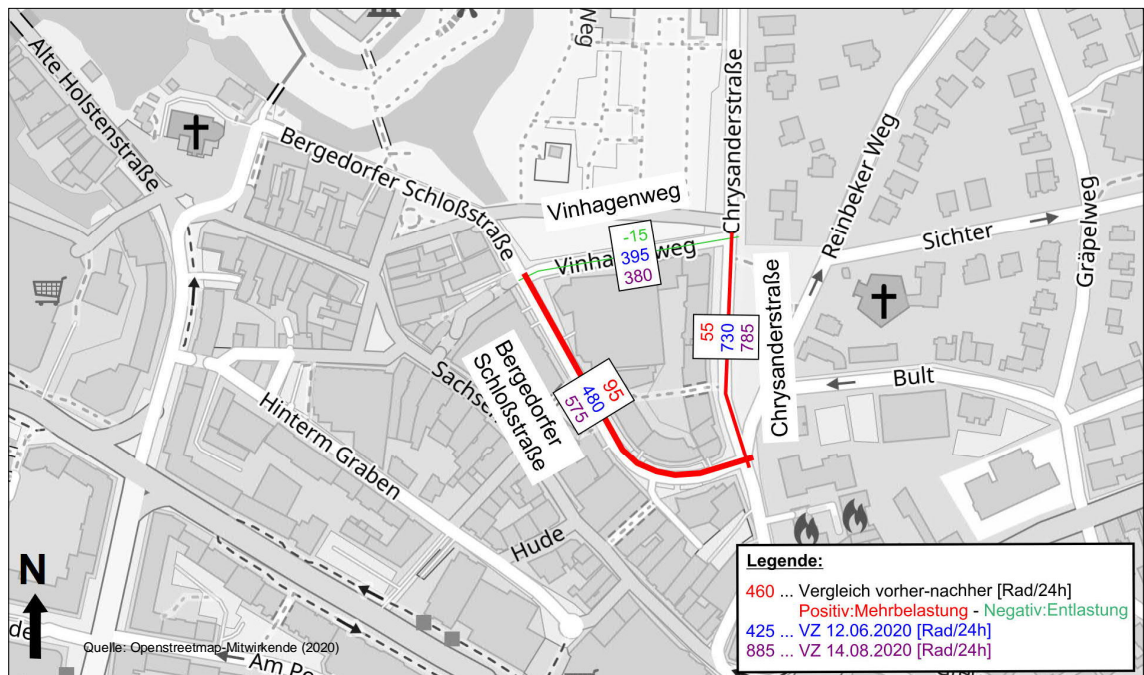 Alte Holstenstraße
Bergedorfer Schloßstraße
Weg
Chrysanderstraße
Vinhagenweg
-15
395
380
Reinbeker Weg
Sichter
Gräpelweg
55
730
785
Chrysanderstraße
Bult
95
480
575
Bergedorfer
Schloßstraße
Hinterm Graben
Hude
N
Quelle: Openstreetmap-Mitwirkende (2020)
Legende:
460 ... Vergleich vorher-nachher [Rad/24h]
Positiv:Mehrbelastung - Negativ:Entlastung
425 ... VZ 12.06.2020 [Rad/24h]
885 ... VZ 14.08.2020 [Rad/24h]